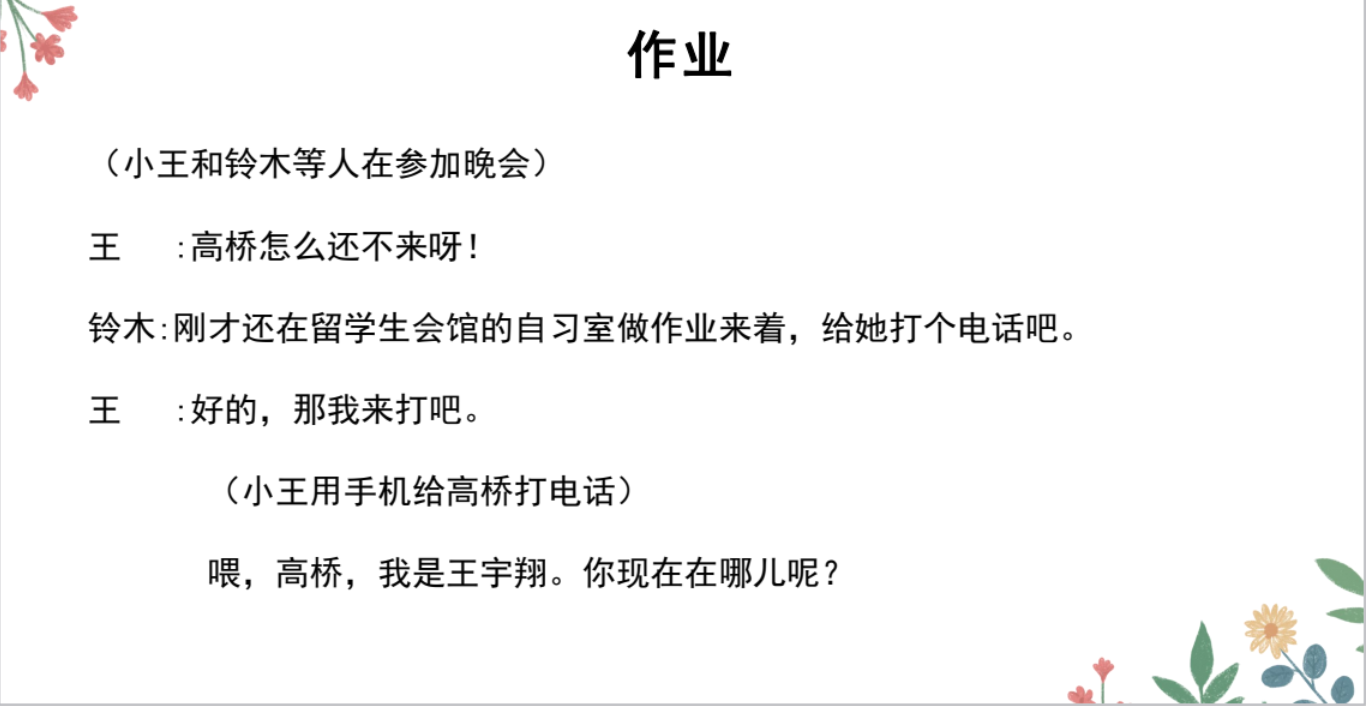 作业
（小王和铃木等人在参加晚会）
王　:高桥怎么还不来呀！
铃木:刚才还在留学生会馆的自习室做作业来着，给她打个电话吧。
王　:好的，那我来打吧。
（小王用手机给高桥打电话）
喂，高桥，我是王宇翔。你现在在哪儿呢？